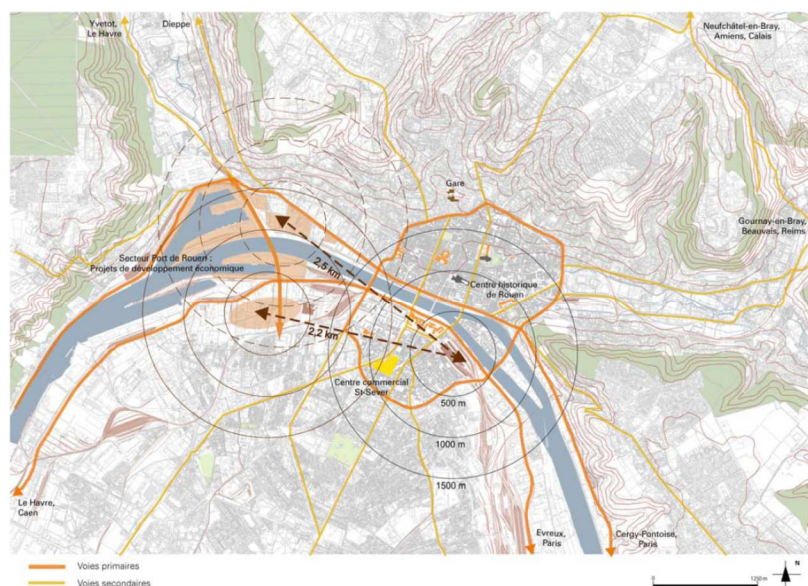 Yvetot,
Le Havre
Dieppe
Neufchâtel-en-Bray,
Amiens, Calais
Gare
Gournay-en-Bray,
Beauvais, Reims
Secteur Port de Rouen :
Projets de développement économique
2,5 km
Centre historique
de Rouen
2,2 km
Centre commercial
St-Sever
500 m
1000 m
1500 m
Le Havre,
Caen
Evreux,
Paris
Cergy-Pontoise,
Paris
Voies primaires
Voies secondaires
0
1250 m
N